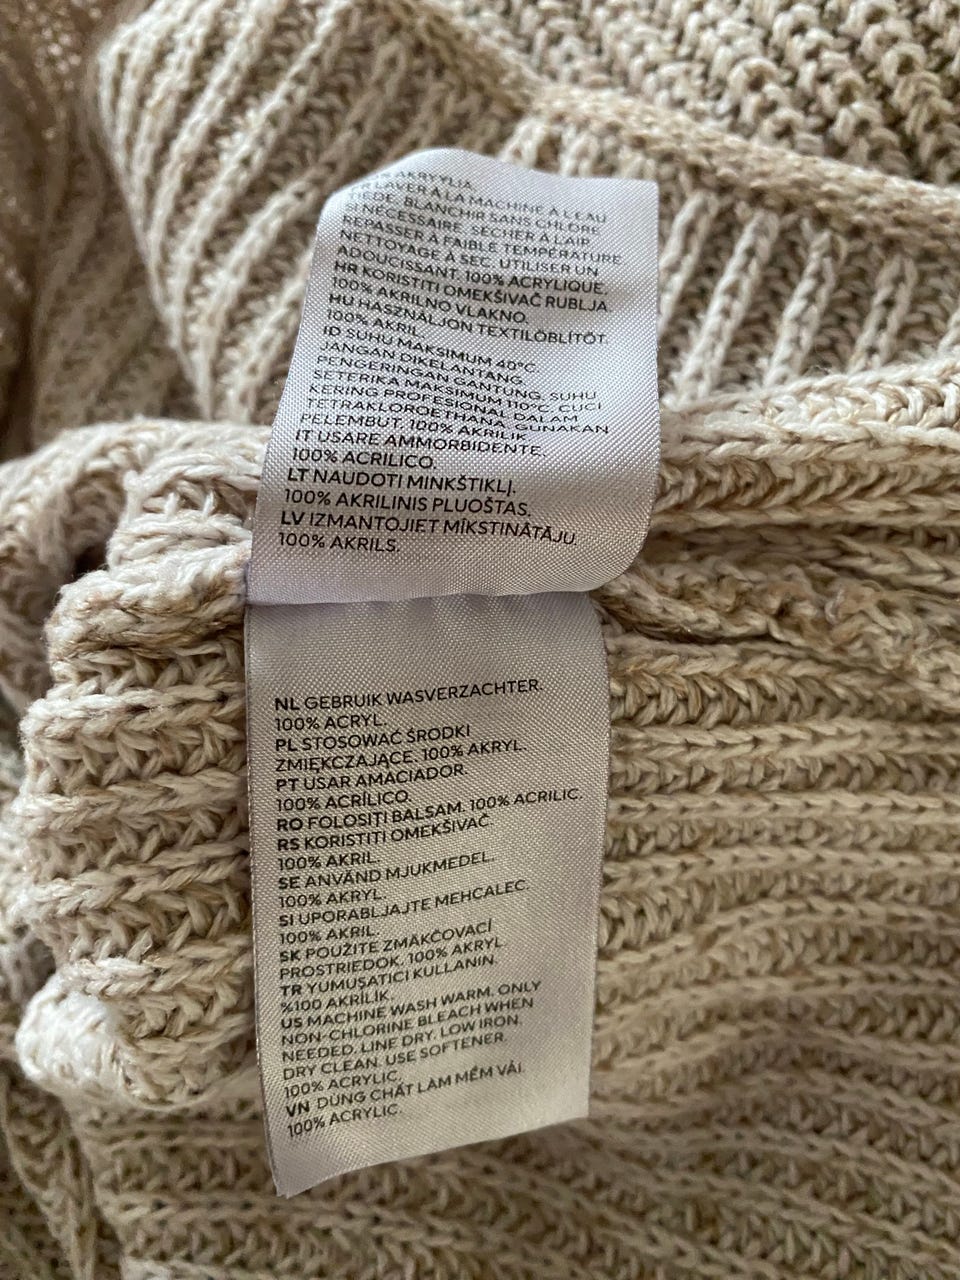 AKRYYLIA.
FR LAVER À LA MACHINE À L'EAU
TIÈDE. BLANCHIR SANS CHLORE
SI NÉCESSAIRE. SÉCHER À L'AIR.
REPASSER À FAIBLE TEMPÉRATURE
NETTOYAGE À SEC. UTILISER UN
ADOUCISSANT. 100% ACRYLIQUE.
HR KORISTITI OMEKŠIVAČ RUBLJA.
100% AKRILNO VLAKNO.
HU HASZNÁLJON TEXTILÖBLÍTŐT.
100% AKRIL.
ID SUHU MAKSIMUM 40°C.
JANGAN DIKELANTANG.
PENGERINGAN GANTUNG. SUHU
SETERIKA MAKSIMUM 110°C. CUCI
KERING PROFESIONAL DALAM
TETRAKLOROETHANA. GUNAKAN
PELEMBUT. 100% AKRILIK.
IT USARE AMMORBIDENTE.
100% ACRILICO.
LT NAUDOTI MINKŠTIKLĮ.
100% AKRILINIS PLUOŠTAS.
LV IZMANTOJIET MĪKSTINĀTĀJU.
100% AKRILS.
NL GEBRUIK WASVERZACHTER.
100% ACRYL.
PL STOSOWAĆ ŚRODKI
ZMIĘKCZAJĄCE. 100% AKRYL.
PT USAR AMACIADOR.
100% ACRÍLICO.
RO FOLOSITI BALSAM. 100% ACRILIC.
RS KORISTITI OMEKŠIVAČ.
100% AKRIL.
SE ANVÄND MJUKMEDEL.
100% AKRYL.
SI UPORABLJAJTE MEHCALEC.
100% AKRIL.
SK POUŽITE ZMÄKČOVACÍ
PROSTRIEDOK. 100% AKRYL.
TR YUMUŞATICI KULLANIN.
%100 AKRİLİK.
US MACHINE WASH WARM. ONLY
NON-CHLORINE BLEACH WHEN
NEEDED. LINE DRY. LOW IRON.
DRY CLEAN. USE SOFTENER.
100% ACRYLIC.
VN DÙNG CHẤT LÀM MỀM VẢI.
100% ACRYLIC.